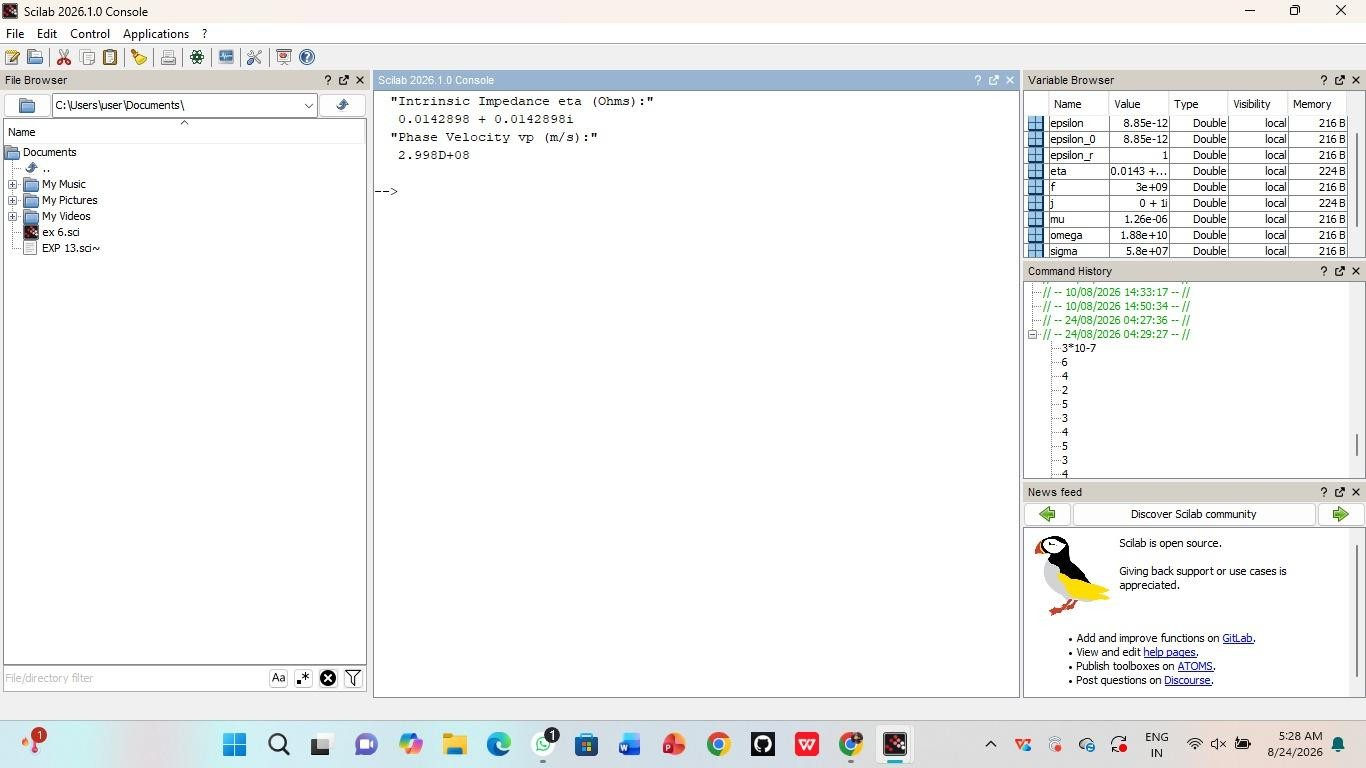 Scilab 2026.1.0 Console
File Edit Control Applications ?
File Browser ? 
C:\Users\user\Documents\
Name
Documents
..
My Music
My Pictures
My Videos
ex 6.sci
EXP 13.sci~
File/directory filter
Aa .*
Scilab 2026.1.0 Console ?
"Intrinsic Impedance eta (Ohms):"
0.0142898 + 0.0142898i
"Phase Velocity vp (m/s):"
2.998D+08
-->
Variable Browser ?
Name Value Type Visibility Memory
epsilon 8.85e-12 Double local 216 B
epsilon_0 8.85e-12 Double local 216 B
epsilon_r 1 Double local 216 B
eta 0.0143 +... Double local 224 B
f 3e+09 Double local 216 B
j 0 + 1i Double local 224 B
mu 1.26e-06 Double local 216 B
omega 1.88e+10 Double local 216 B
sigma 5.8e+07 Double local 216 B
Command History ?
// -- 10/08/2026 14:33:17 -- //
// -- 10/08/2026 14:50:34 -- //
// -- 24/08/2026 04:27:36 -- //
// -- 24/08/2026 04:29:27 -- //
3*10-7
6
4
2
5
3
4
5
3
4
News feed ?
Discover Scilab community
Scilab is open source.
Giving back support or use cases is
appreciated.
• Add and improve functions on GitLab.
• View and edit help pages.
• Publish toolboxes on ATOMS.
• Post questions on Discourse.
1
1
W
P
W
ENG
IN
5:28 AM
8/24/2026